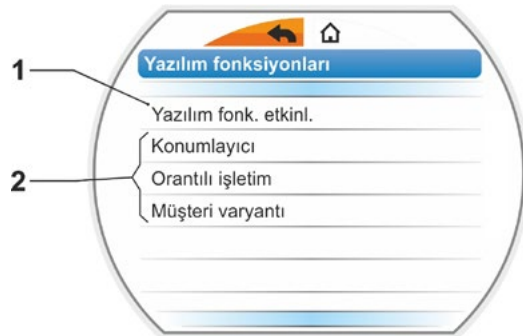 Yazılım fonksiyonları
1
Yazılım fonk. etkinl.
Konumlayıcı
2
Orantılı işletim
Müşteri varyantı